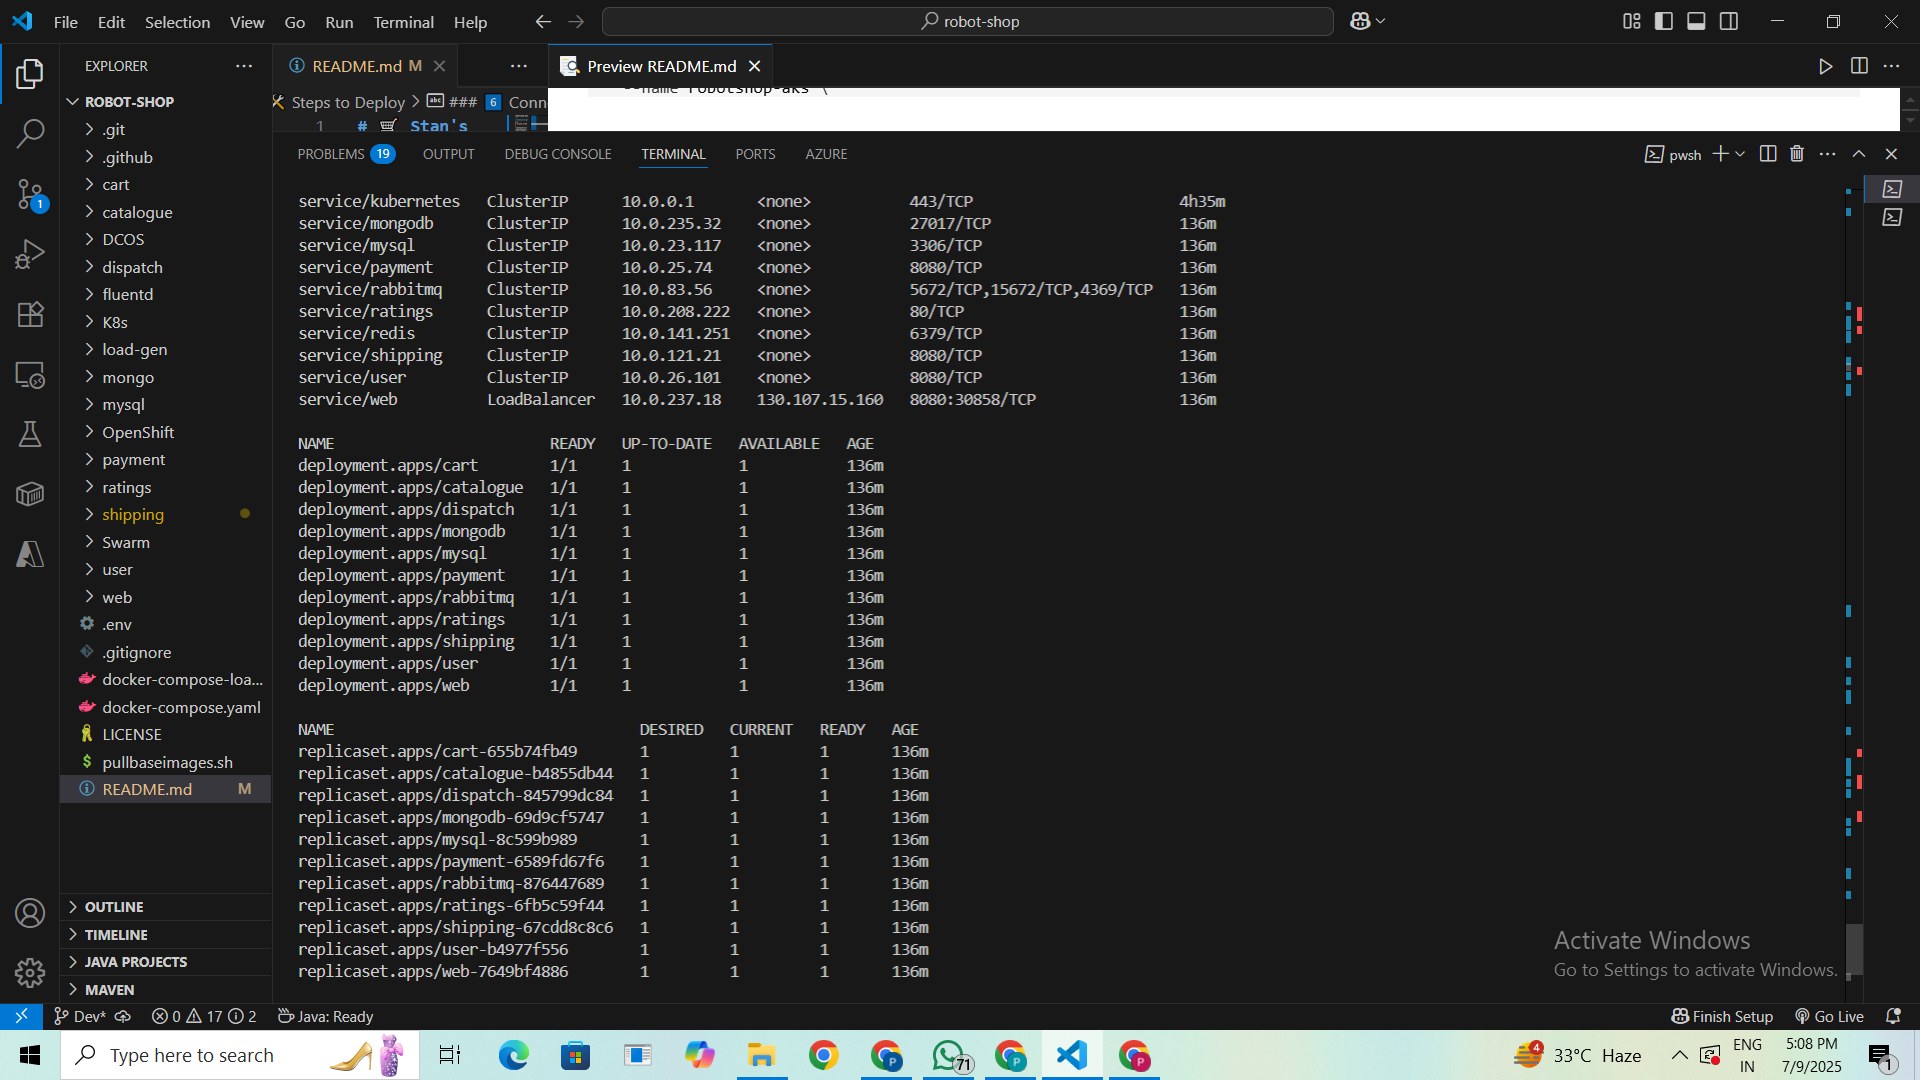 File Edit Selection View Go Run Terminal Help
robot-shop
EXPLORER
README.md M
Preview README.md
ROBOT-SHOP
Steps to Deploy > ### 6 Conne
--name robotshop-aks \
1 # Stan's
.git
.github
cart
catalogue
DCOS
dispatch
fluentd
K8s
load-gen
mongo
mysql
OpenShift
payment
ratings
shipping
Swarm
user
web
.env
.gitignore
docker-compose-loa...
docker-compose.yaml
LICENSE
pullbaseimages.sh
README.md M
OUTLINE
TIMELINE
JAVA PROJECTS
MAVEN
PROBLEMS 19 OUTPUT DEBUG CONSOLE TERMINAL PORTS AZURE
pwsh
service/kubernetes ClusterIP 10.0.0.1 <none> 443/TCP 4h35m
service/mongodb ClusterIP 10.0.235.32 <none> 27017/TCP 136m
service/mysql ClusterIP 10.0.23.117 <none> 3306/TCP 136m
service/payment ClusterIP 10.0.25.74 <none> 8080/TCP 136m
service/rabbitmq ClusterIP 10.0.83.56 <none> 5672/TCP,15672/TCP,4369/TCP 136m
service/ratings ClusterIP 10.0.208.222 <none> 80/TCP 136m
service/redis ClusterIP 10.0.141.251 <none> 6379/TCP 136m
service/shipping ClusterIP 10.0.121.21 <none> 8080/TCP 136m
service/user ClusterIP 10.0.26.101 <none> 8080/TCP 136m
service/web LoadBalancer 10.0.237.18 130.107.15.160 8080:30858/TCP 136m
NAME READY UP-TO-DATE AVAILABLE AGE
deployment.apps/cart 1/1 1 1 136m
deployment.apps/catalogue 1/1 1 1 136m
deployment.apps/dispatch 1/1 1 1 136m
deployment.apps/mongodb 1/1 1 1 136m
deployment.apps/mysql 1/1 1 1 136m
deployment.apps/payment 1/1 1 1 136m
deployment.apps/rabbitmq 1/1 1 1 136m
deployment.apps/ratings 1/1 1 1 136m
deployment.apps/shipping 1/1 1 1 136m
deployment.apps/user 1/1 1 1 136m
deployment.apps/web 1/1 1 1 136m
NAME DESIRED CURRENT READY AGE
replicaset.apps/cart-655b74fb49 1 1 1 136m
replicaset.apps/catalogue-b4855db44 1 1 1 136m
replicaset.apps/dispatch-845799dc84 1 1 1 136m
replicaset.apps/mongodb-69d9cf5747 1 1 1 136m
replicaset.apps/mysql-8c599b989 1 1 1 136m
replicaset.apps/payment-6589fd67f6 1 1 1 136m
replicaset.apps/rabbitmq-876447689 1 1 1 136m
replicaset.apps/ratings-6fb5c59f44 1 1 1 136m
replicaset.apps/shipping-67cdd8c8c6 1 1 1 136m
replicaset.apps/user-b4977f556 1 1 1 136m
replicaset.apps/web-7649bf4886 1 1 1 136m
Activate Windows
Go to Settings to activate Windows.
1
Dev* 0 17 2 Java: Ready
Finish Setup Go Live
Type here to search
P 71 P P
4 33°C Haze
ENG
IN
5:08 PM
7/9/2025
1